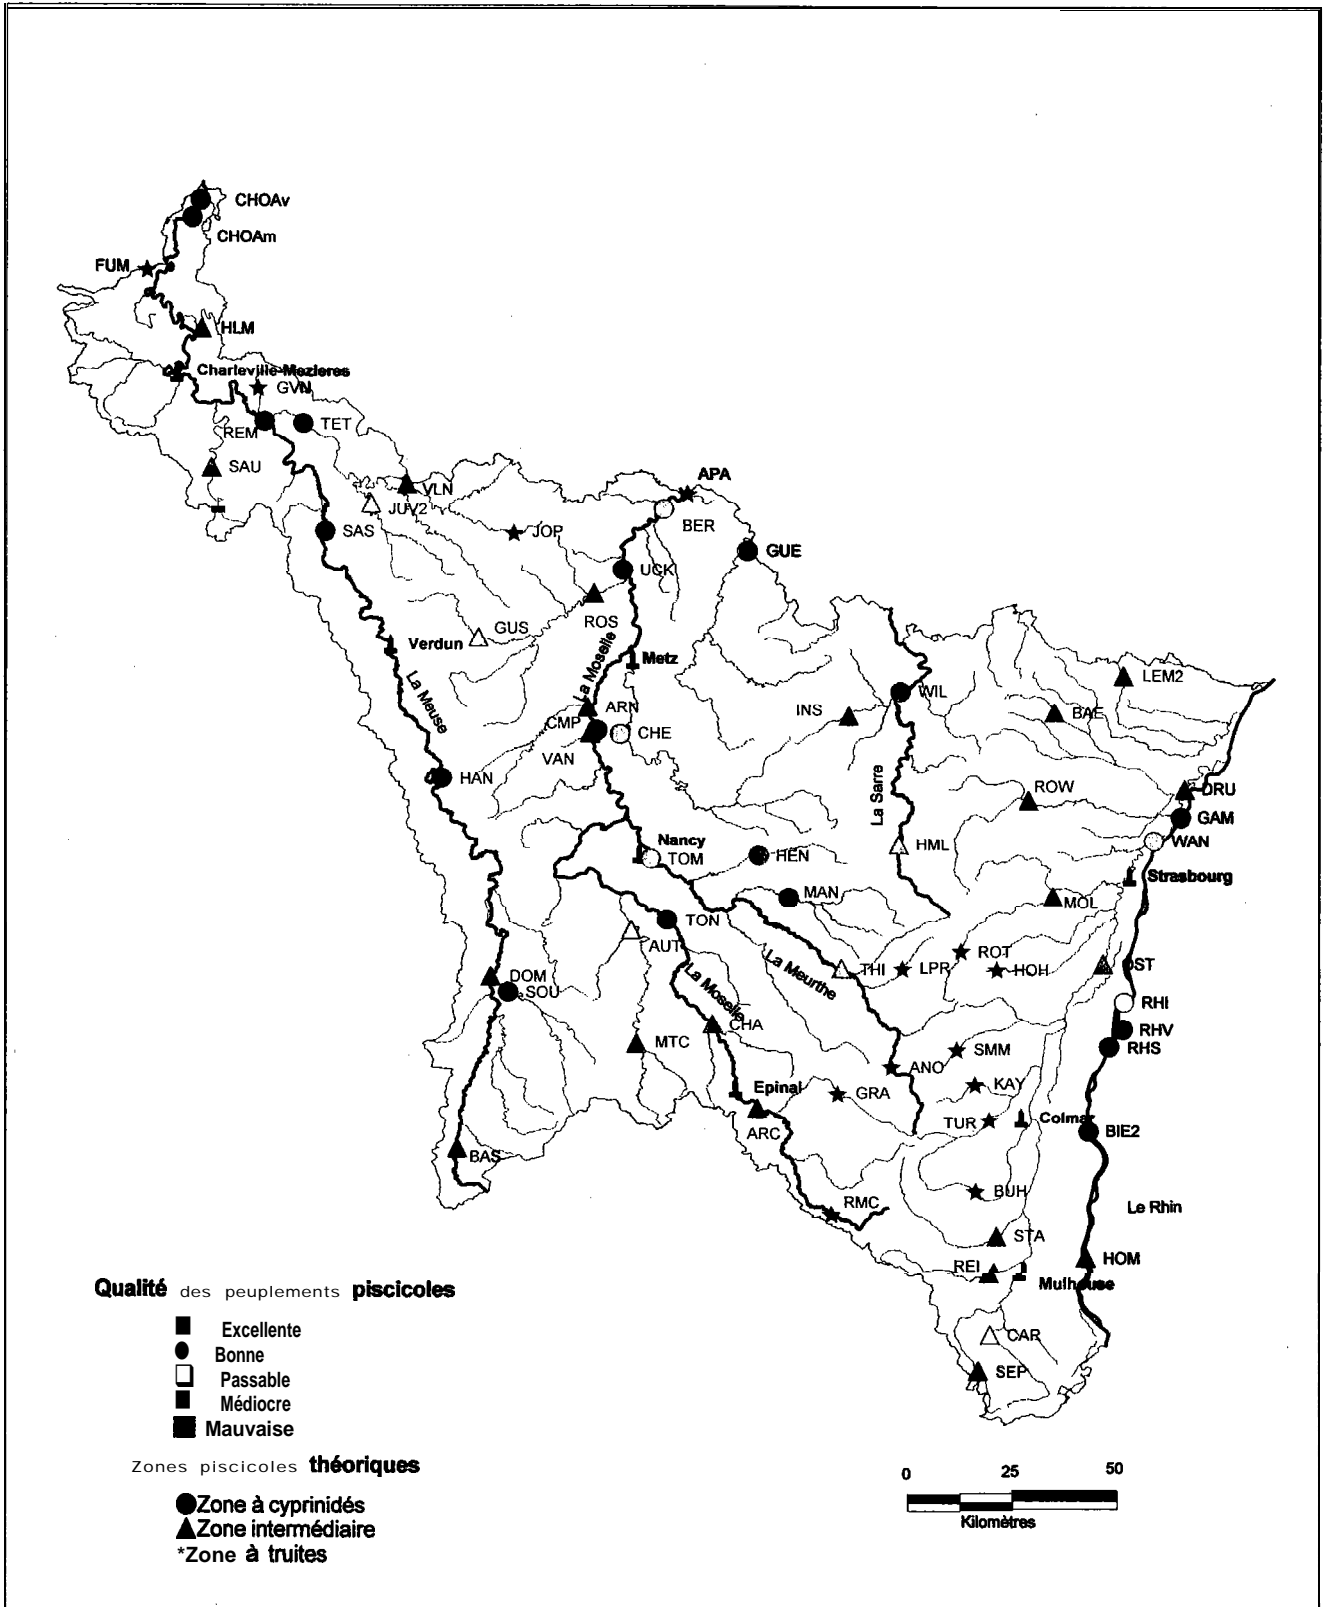 CHOAv
CHOAm
FUM
HLM
Charleville-Mezieres
GVN
REM
TET
SAU
VLN
JUV2
SAS
JOP
APA
BER
GUE
UCK
ROS
GUS
Verdun
La Meuse
La Moselle
Metz
ARN
CMP
CHE
VAN
HAN
INS
WIL
LEM2
BAE
La Sarre
ROW
DRU
GAM
WAN
HML
Strasbourg
Nancy
TOM
HEN
MAN
MOL
TON
AUT
La Meurthe
THI
LPR
ROT
HOH
OST
DOM
SOU
La Moselle
CHA
MTC
RHI
RHV
RHS
SMM
ANO
KAY
Epinal
GRA
TUR
Colmar
BIE2
ARC
BAS
BUH
RMC
Le Rhin
STA
REI
HOM
Mulhouse
CAR
SEP
Qualité des peuplements piscicoles
Excellente
Bonne
Passable
Médiocre
Mauvaise
Zones piscicoles théoriques
Zone à cyprinidés
Zone intermédiaire
*Zone à truites
0 25 50
Kilomètres